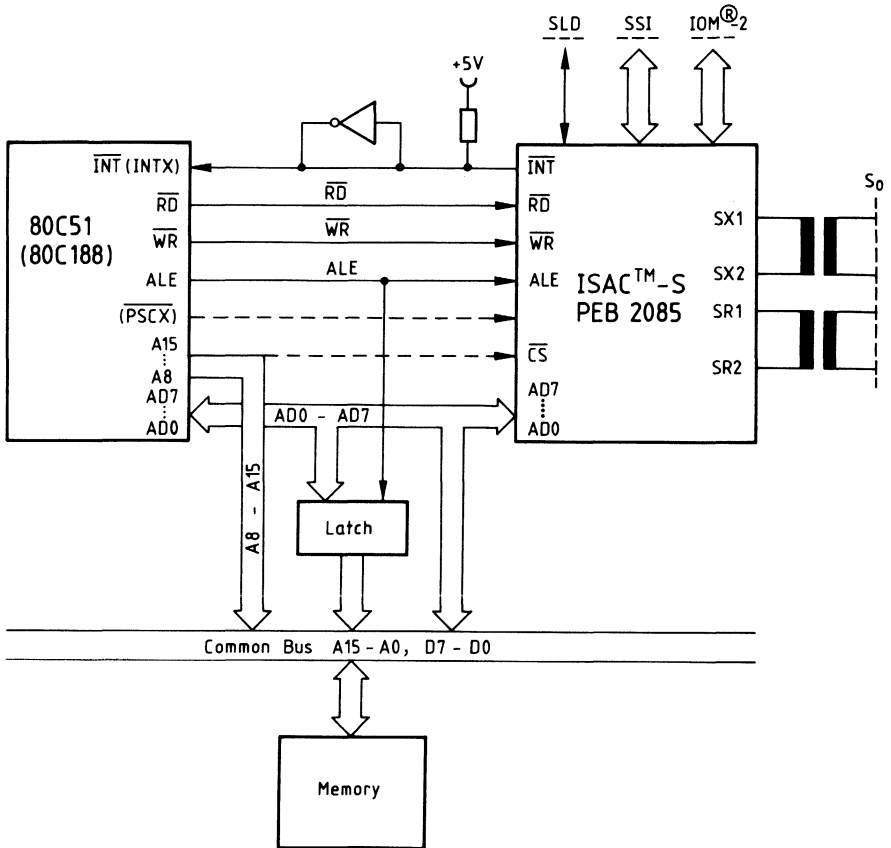 SLD SSI IOM®-2
+5V
INT (INTX)
RD
WR
ALE
(PSCX)
A15
A8
AD7
AD0
80C51
(80C188)
RD
WR
ALE
AD0 - AD7
A8 - A15
INT
RD
WR
ALE
CS
AD7
AD0
ISAC™-S
PEB 2085
SX1
SX2
SR1
SR2
S0
Latch
Common Bus A15 - A0, D7 - D0
Memory